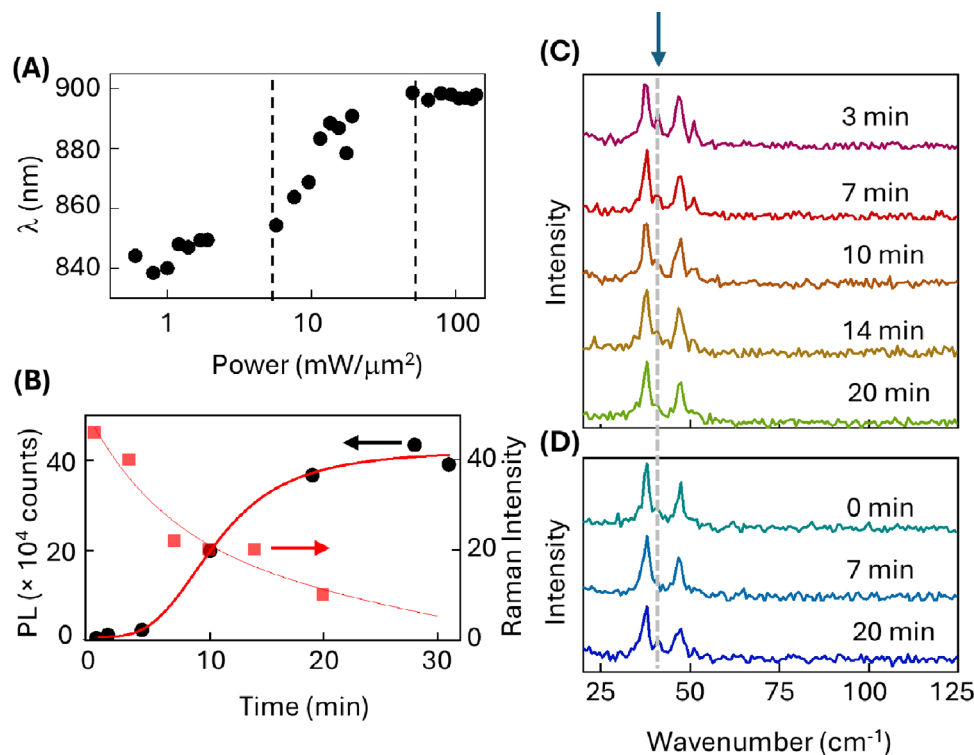 (A)
900
880
860
840
λ (nm)
1 10 100
Power (mW/μm²)
(B)
40
20
0
PL (× 10⁴ counts)
40
20
0
Raman Intensity
0 10 20 30
Time (min)
(C)
3 min
7 min
10 min
14 min
20 min
Intensity
(D)
0 min
7 min
20 min
Intensity
25 50 75 100 125
Wavenumber (cm⁻¹)